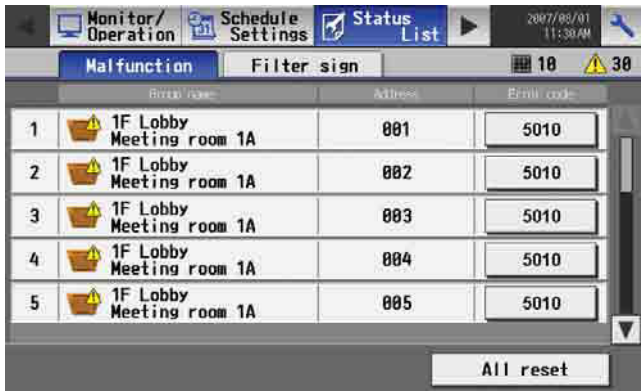 Monitor/ Schedule Status 2007/08/01
Operation Settings List 11:30AM
Malfunction Filter sign 10 30
Group name Address Error code
1 1F Lobby 001 5010
Meeting room 1A
2 1F Lobby 002 5010
Meeting room 1A
3 1F Lobby 003 5010
Meeting room 1A
4 1F Lobby 004 5010
Meeting room 1A
5 1F Lobby 005 5010
Meeting room 1A
All reset